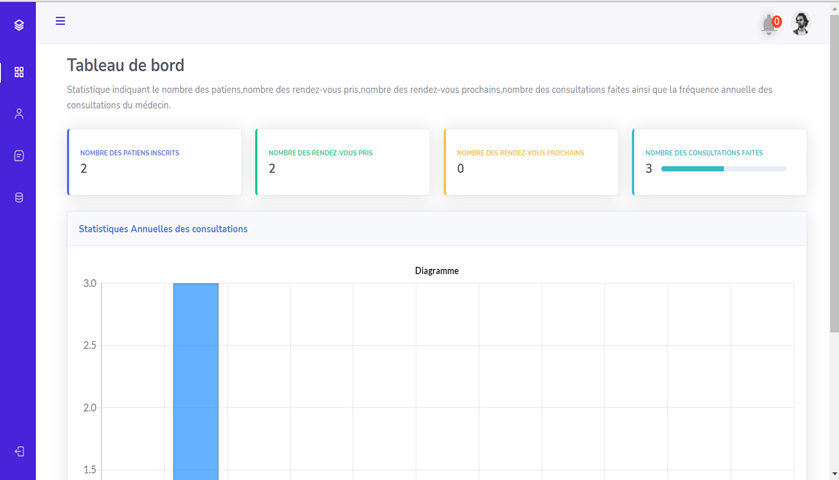 0
Tableau de bord
Statistique indiquant le nombre des patiens,nombre des rendez-vous pris,nombre des rendez-vous prochains,nombre des consultations faites ainsi que la fréquence annuelle des
consultations du médecin.
NOMBRE DES PATIENS INSCRITS
2
NOMBRE DES RENDEZ-VOUS PRIS
2
NOMBRE DES RENDEZ-VOUS PROCHAINS
0
NOMBRE DES CONSULTATIONS FAITES
3
Statistiques Annuelles des consultations
Diagramme
3.0
2.5
2.0
1.5